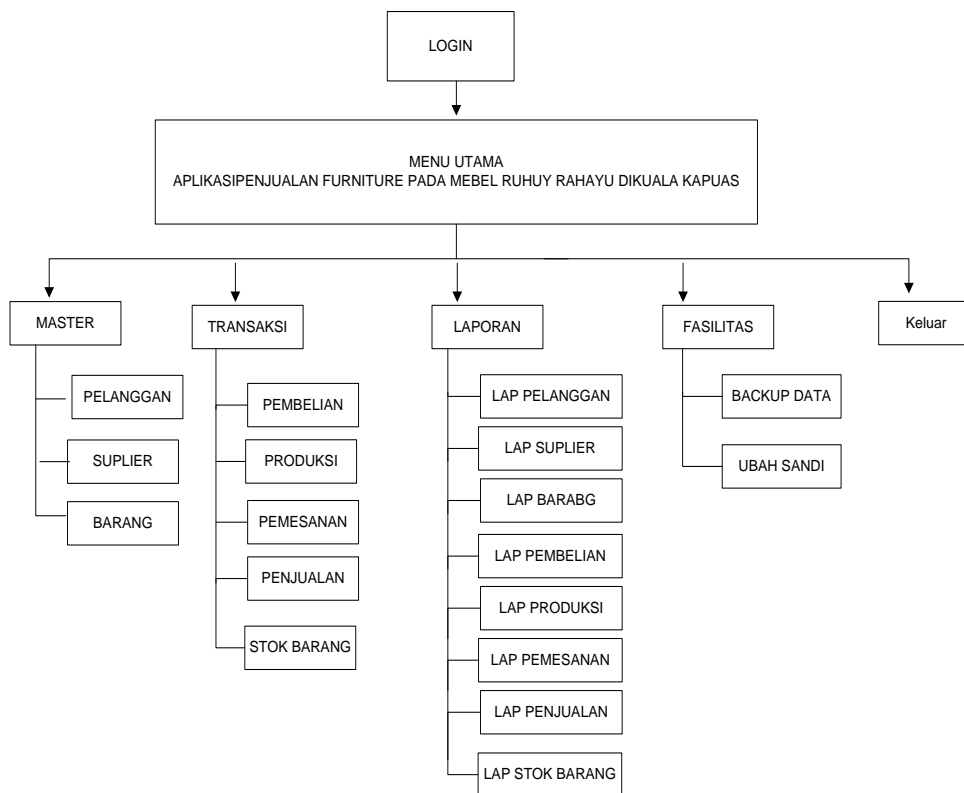 LOGIN
MENU UTAMA
APLIKASIPENJUALAN FURNITURE PADA MEBEL RUHUY RAHAYU DIKUALA KAPUAS
MASTER
PELANGGAN
SUPLIER
BARANG
TRANSAKSI
PEMBELIAN
PRODUKSI
PEMESANAN
PENJUALAN
STOK BARANG
LAPORAN
LAP PELANGGAN
LAP SUPLIER
LAP BARABG
LAP PEMBELIAN
LAP PRODUKSI
LAP PEMESANAN
LAP PENJUALAN
LAP STOK BARANG
FASILITAS
BACKUP DATA
UBAH SANDI
Keluar